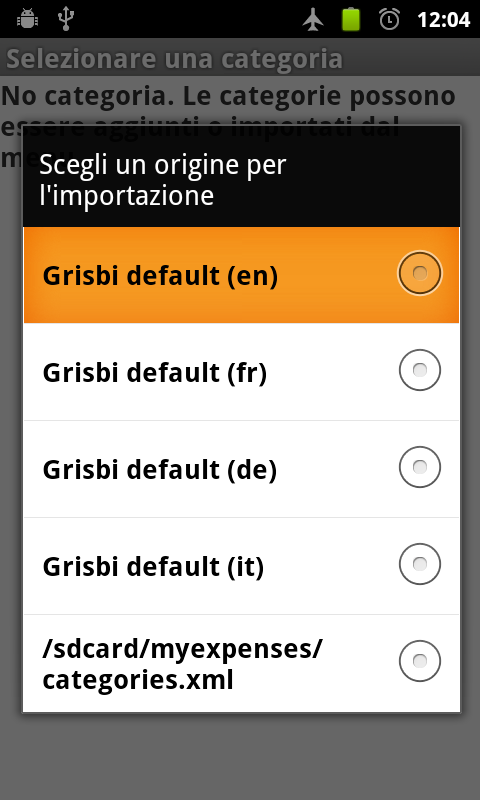 12:04
Selezionare una categoria
No categoria. Le categorie possono
essere aggiunti o importati dal
Scegli un origine per
l'importazione
Grisbi default (en)
Grisbi default (fr)
Grisbi default (de)
Grisbi default (it)
/sdcard/myexpenses/
categories.xml